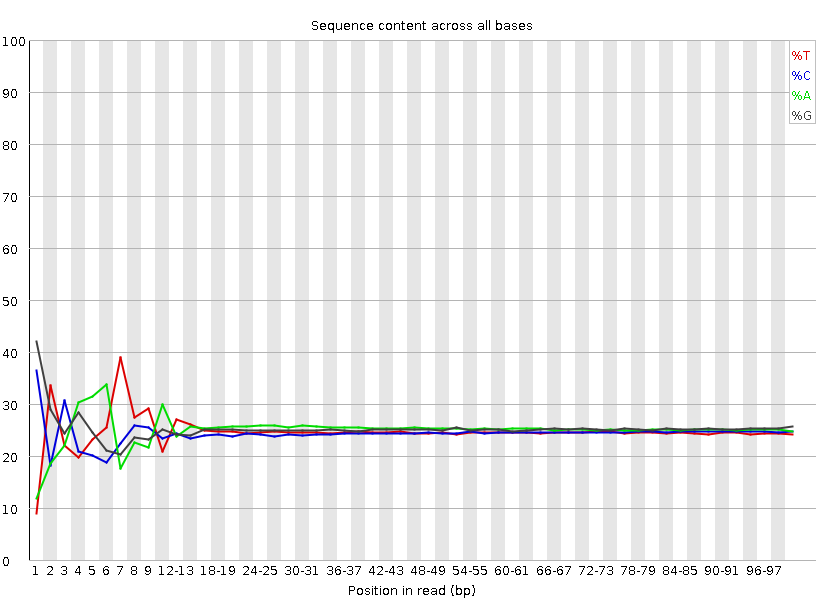 Sequence content across all bases
100
90
80
70
60
50
40
30
20
10
0
%T
%C
%A
%G
1 2 3 4 5 6 7 8 9 12-13 18-19 24-25 30-31 36-37 42-43 48-49 54-55 60-61 66-67 72-73 78-79 84-85 90-91 96-97
Position in read (bp)